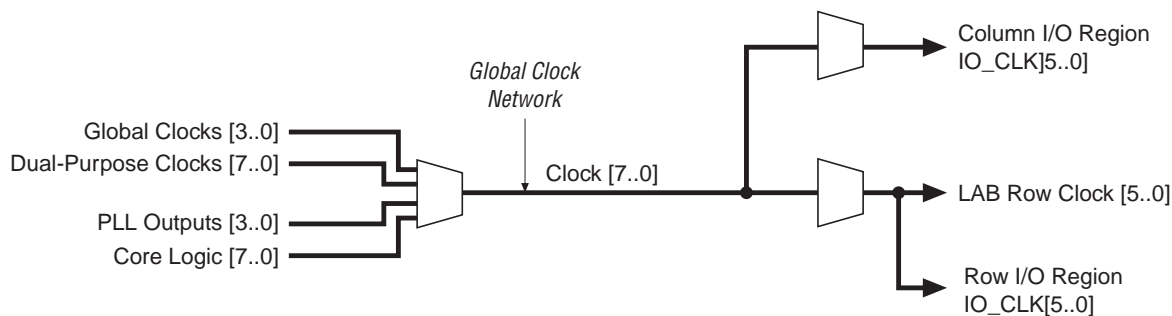 Column I/O Region
IO_CLK]5..0]
Global Clock
Network
Global Clocks [3..0]
Dual-Purpose Clocks [7..0]
Clock [7..0]
PLL Outputs [3..0]
Core Logic [7..0]
LAB Row Clock [5..0]
Row I/O Region
IO_CLK[5..0]